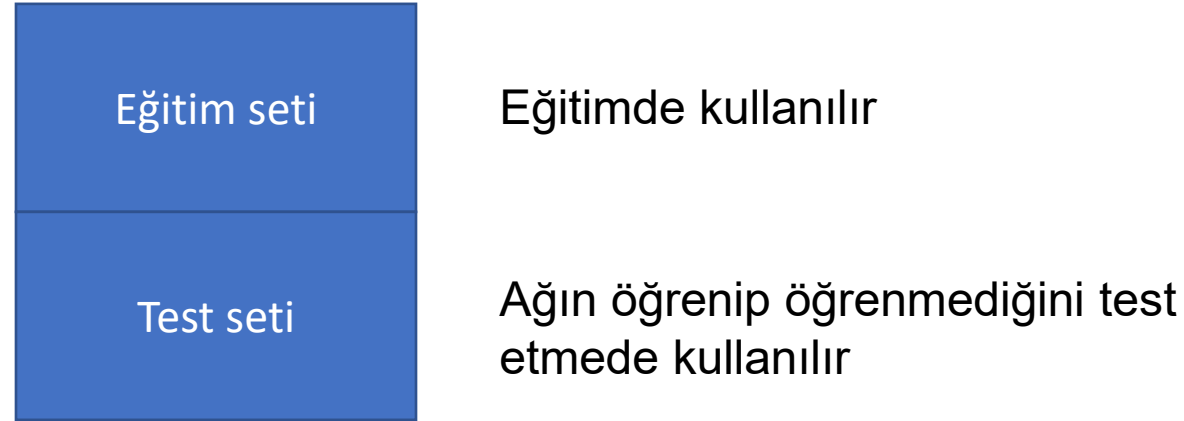 Eğitim seti
Eğitimde kullanılır
Test seti
Ağın öğrenip öğrenmediğini test
etmede kullanılır